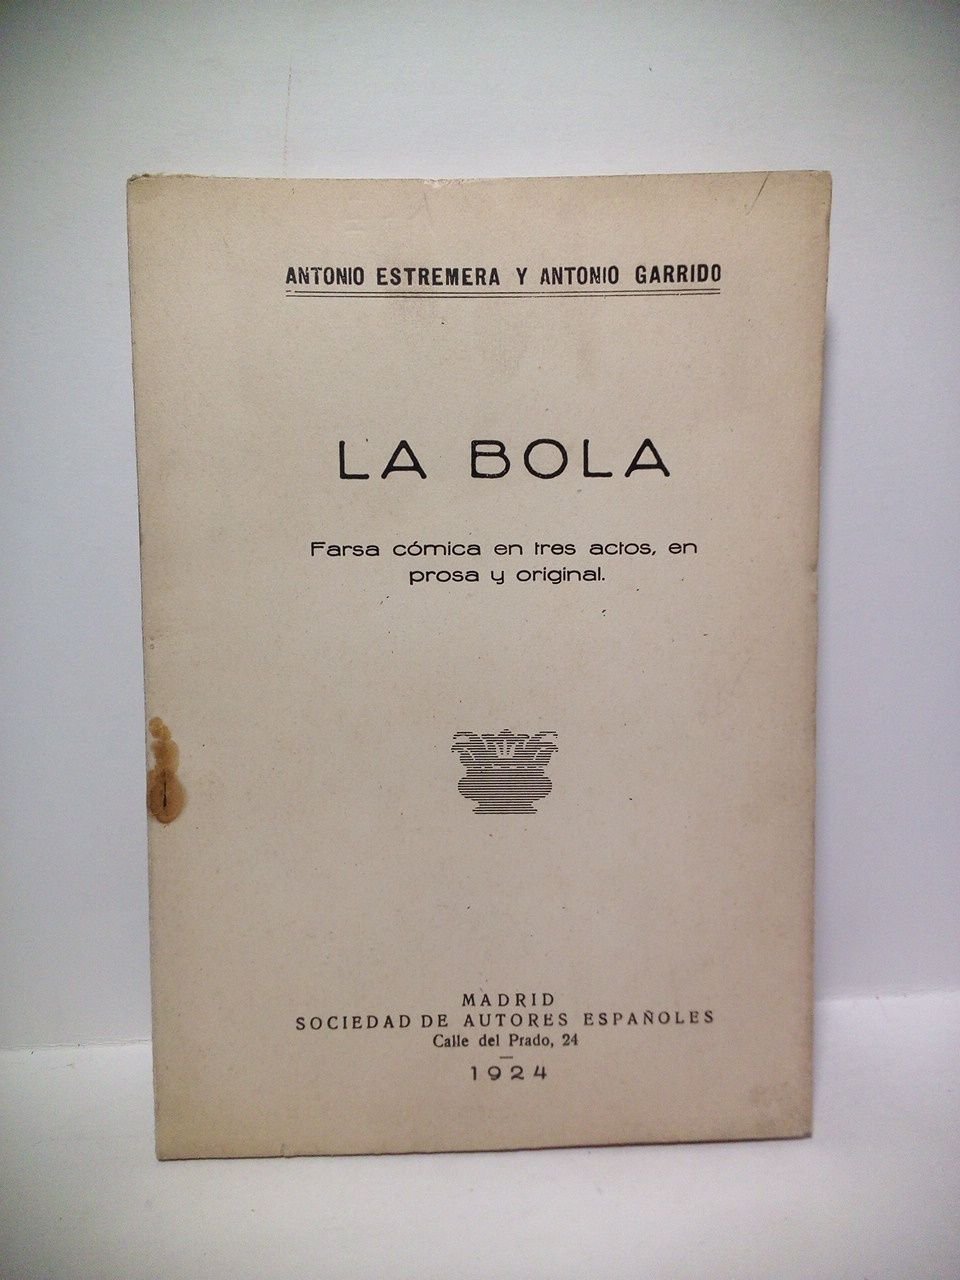 ANTONIO ESTREMERA Y ANTONIO GARRIDO
LA BOLA
Farsa cómica en tres actos, en
prosa y original.
MADRID
SOCIEDAD DE AUTORES ESPAÑOLES
Calle del Prado, 24
1924